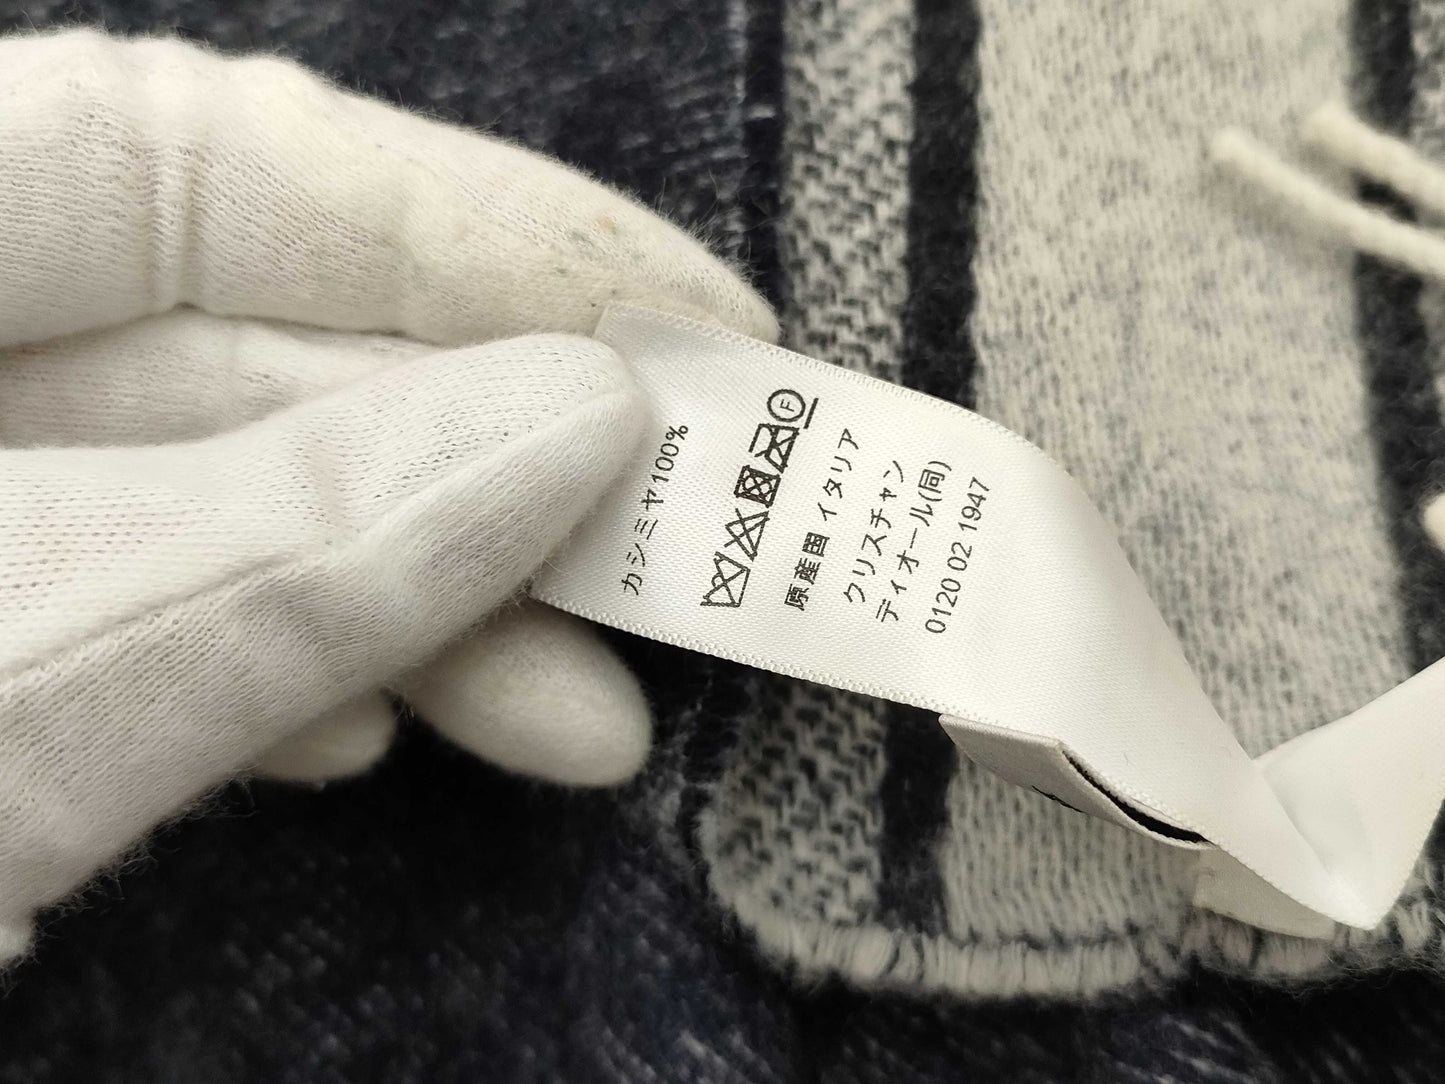 カシミヤ100%
F
原産国 イタリア
クリスチャン
ディオール(同)
0120 02 1947